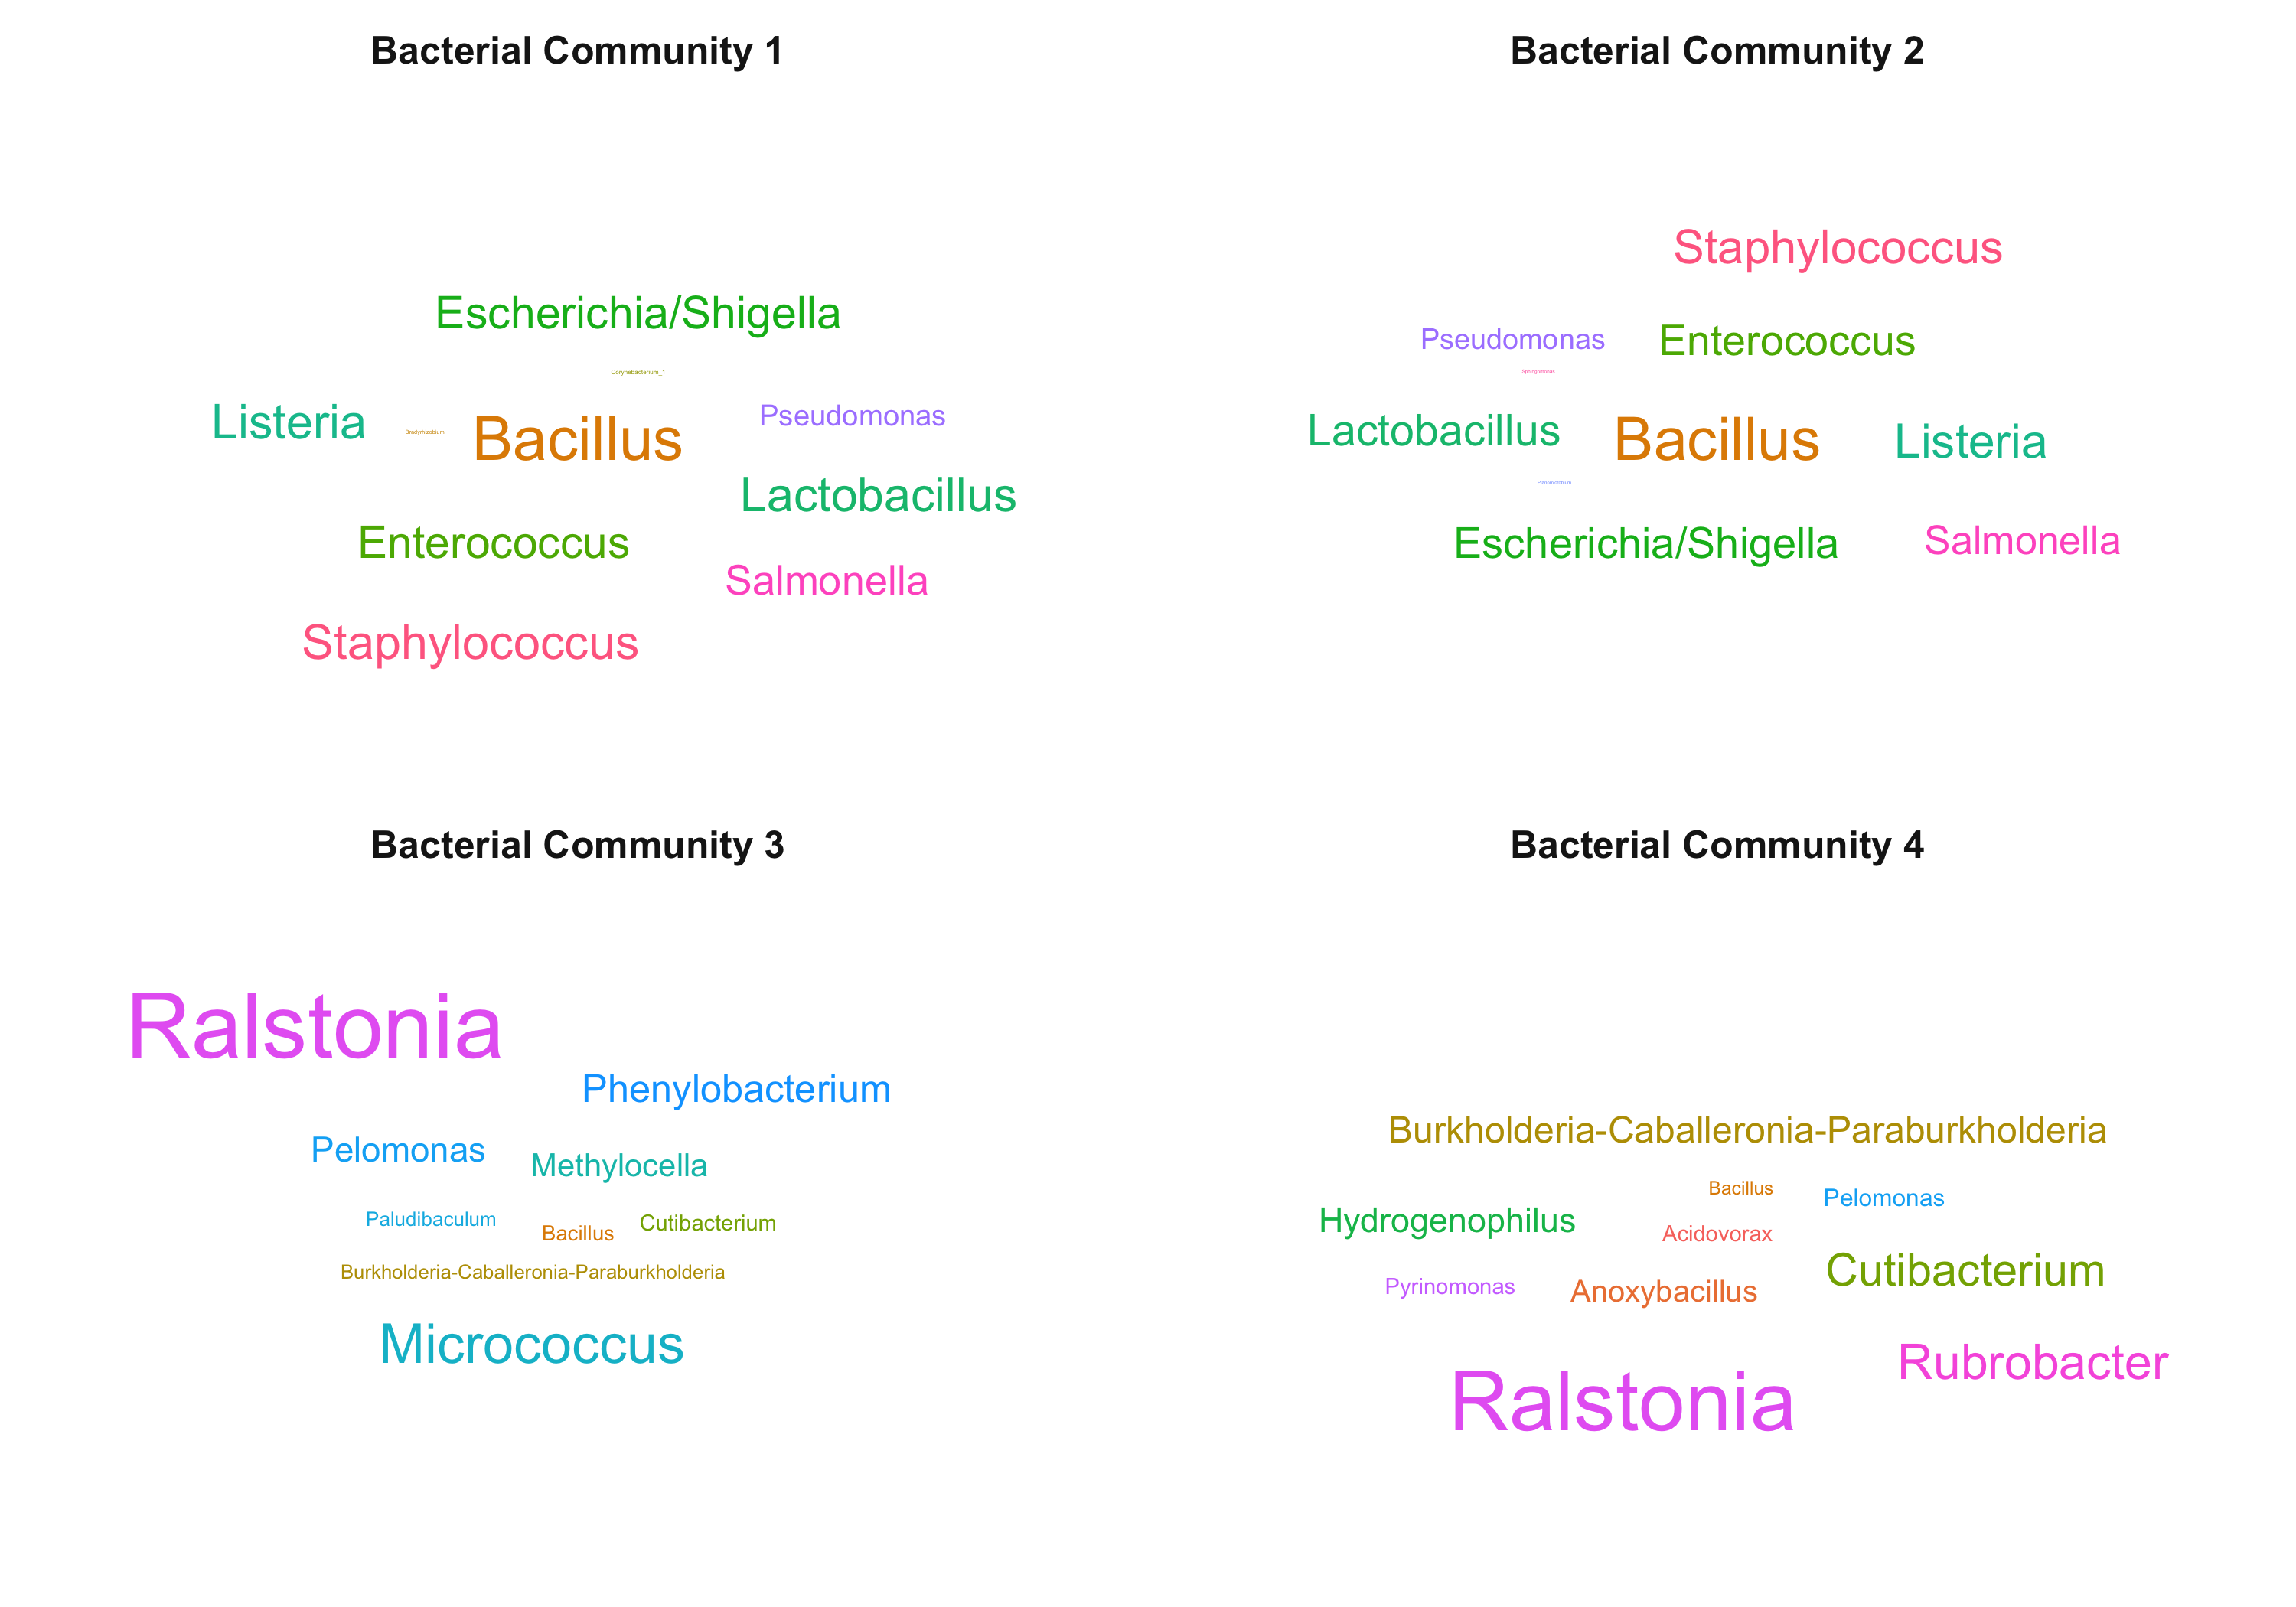 Bacterial Community 1
Escherichia/Shigella
Corynebacterium_1
Listeria
Bradyrhizobium
Bacillus
Pseudomonas
Lactobacillus
Enterococcus
Salmonella
Staphylococcus
Bacterial Community 2
Staphylococcus
Pseudomonas
Enterococcus
Sphingomonas
Lactobacillus
Bacillus
Listeria
Escherichia/Shigella
Salmonella
Bacterial Community 3
Ralstonia
Phenylobacterium
Pelomonas
Methylocella
Paludibaculum
Bacillus
Cutibacterium
Burkholderia-Caballeronia-Paraburkholderia
Micrococcus
Bacterial Community 4
Burkholderia-Caballeronia-Paraburkholderia
Bacillus
Pelomonas
Hydrogenophilus
Acidovorax
Cutibacterium
Pyrinomonas
Anoxybacillus
Rubrobacter
Ralstonia